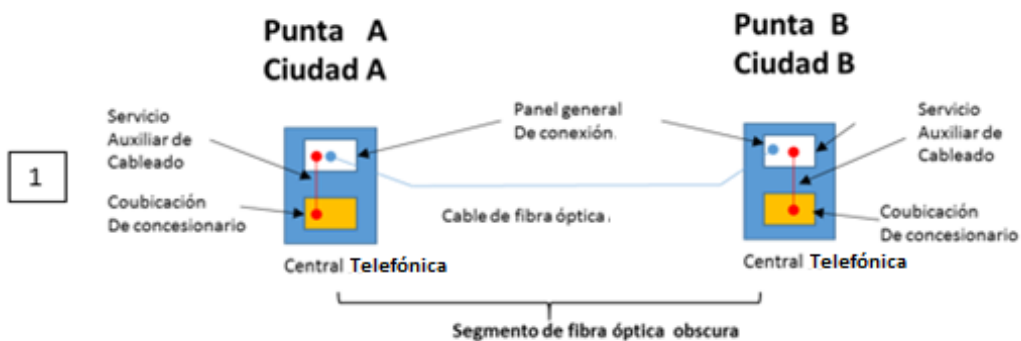 Punta A
Ciudad A
Punta B
Ciudad B
Servicio
Auxiliar de
Cableado
Panel general
De conexión.
Servicio
Auxiliar de
Cableado
1
Coubicación
De concesionario
Cable de fibra óptica.
Coubicación
De concesionario
Central Telefónica
Central Telefónica
Segmento de fibra óptica obscura